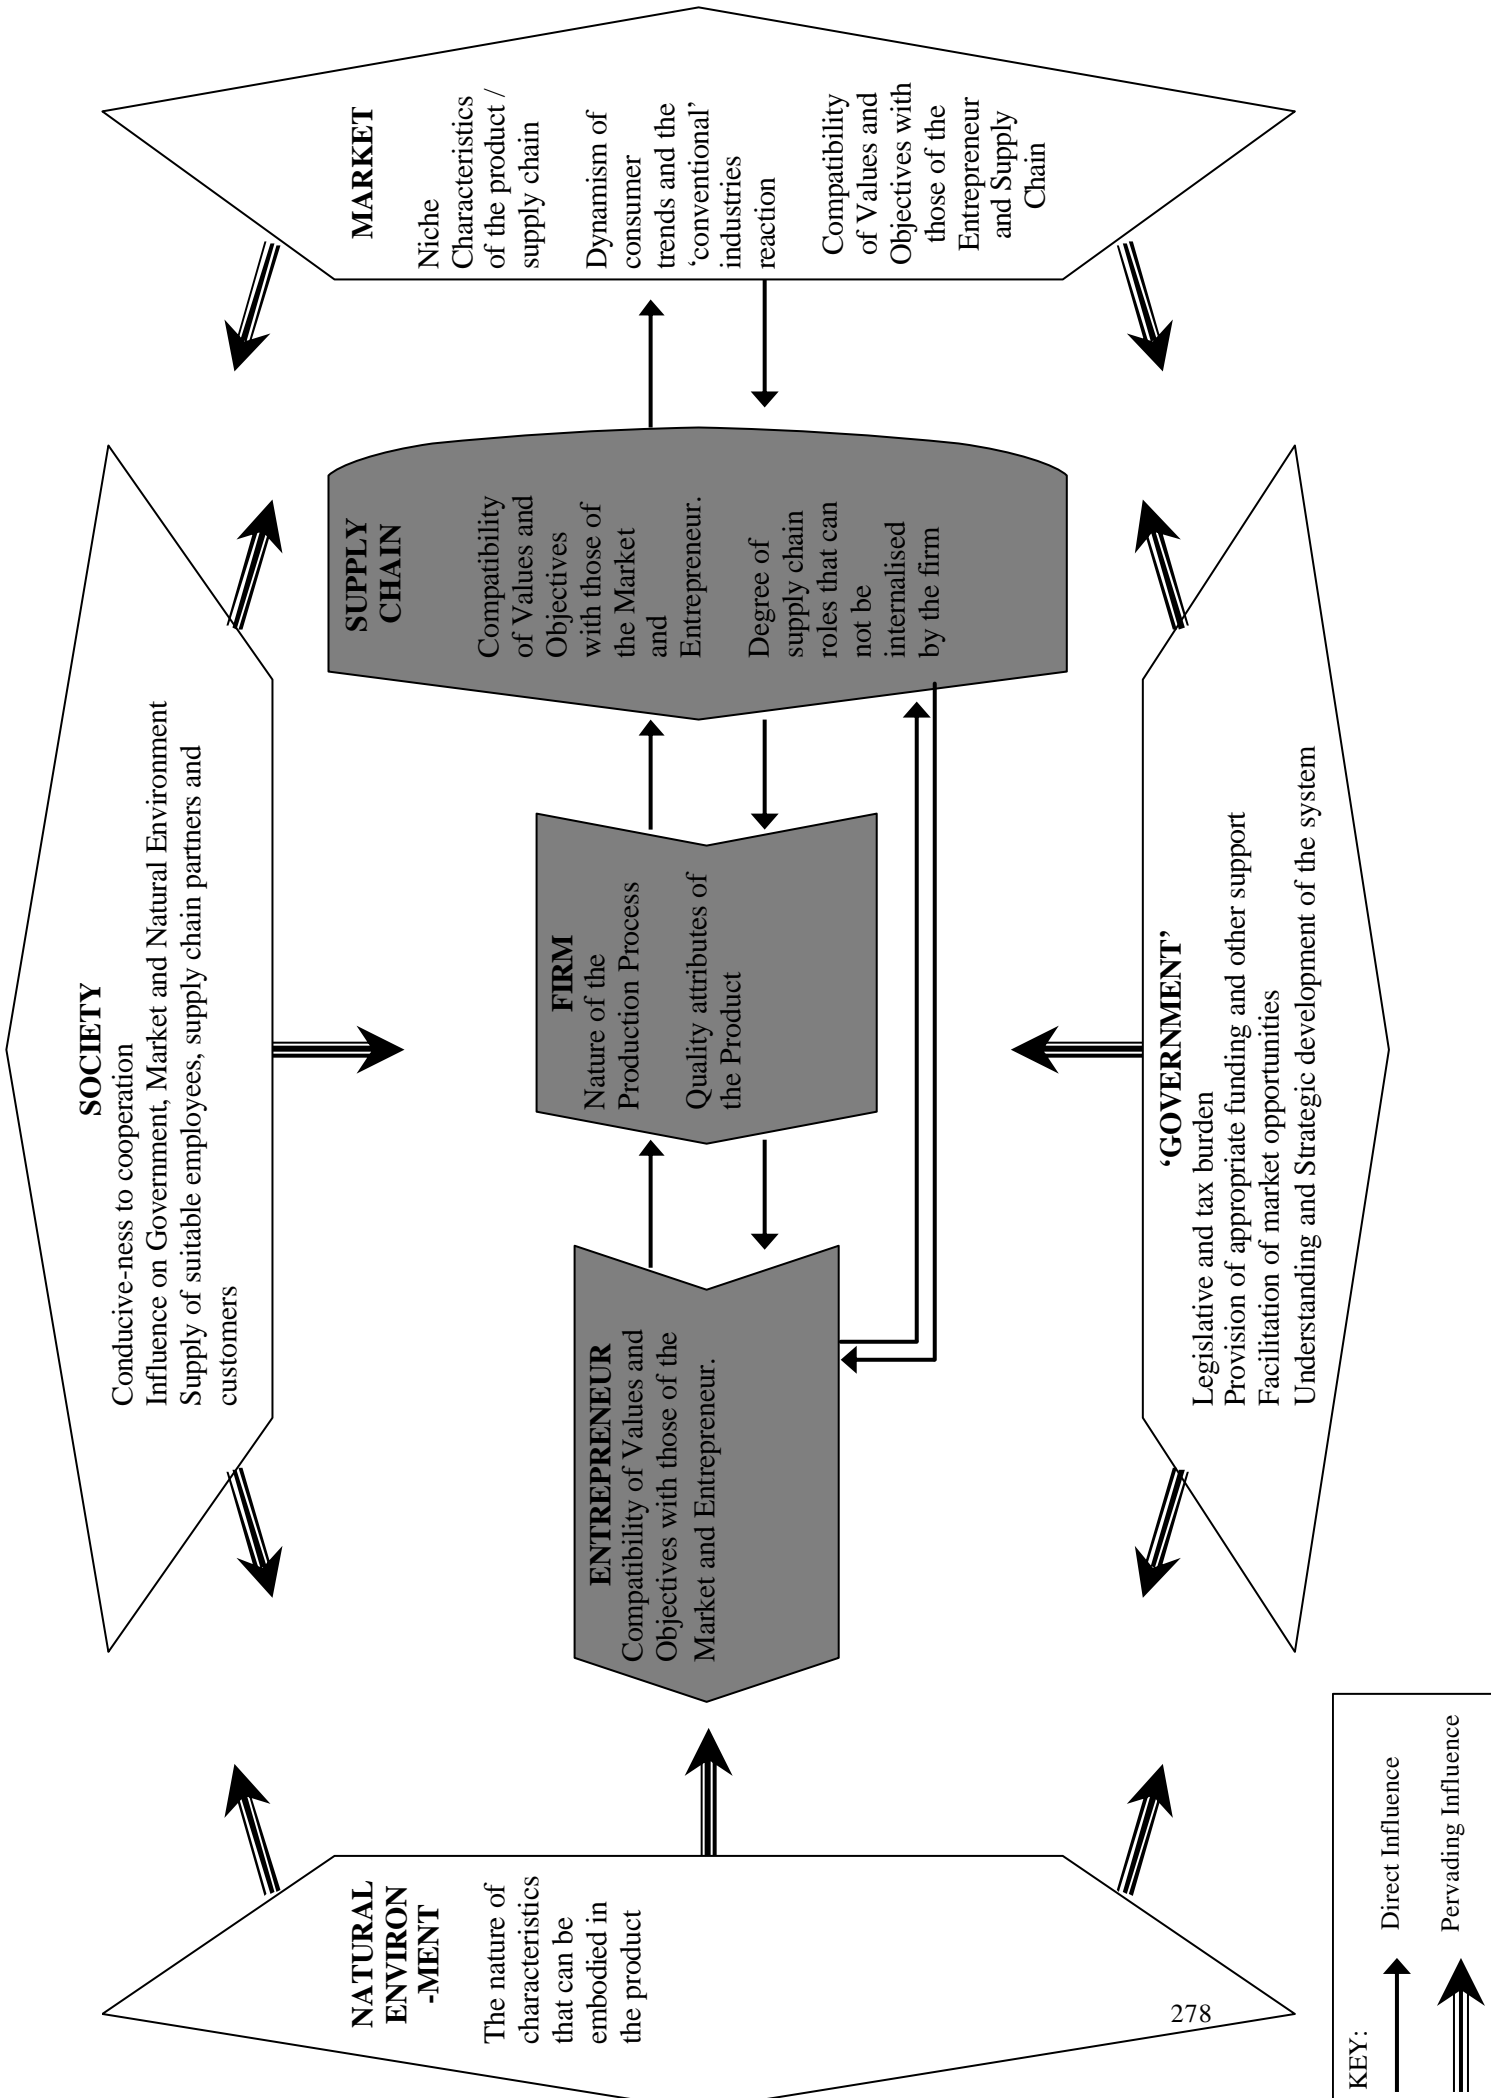 SOCIETY
Conducive-ness to cooperation
Influence on Government, Market and Natural Environment
Supply of suitable employees, supply chain partners and
customers
NATURAL
ENVIRON
-MENT
The nature of
characteristics
that can be
embodied in
the product
ENTREPRENEUR
Compatibility of Values and
Objectives with those of the
Market and Entrepreneur.
FIRM
Nature of the
Production Process
Quality attributes of
the Product
SUPPLY
CHAIN
Compatibility
of Values and
Objectives
with those of
the Market
and
Entrepreneur.
Degree of
supply chain
roles that can
not be
internalised
by the firm
MARKET
Niche
Characteristics
of the product /
supply chain
Dynamism of
consumer
trends and the
‘conventional’
industries
reaction
Compatibility
of Values and
Objectives with
those of the
Entrepreneur
and Supply
Chain
‘GOVERNMENT’
Legislative and tax burden
Provision of appropriate funding and other support
Facilitation of market opportunities
Understanding and Strategic development of the system
KEY:
Direct Influence
Pervading Influence
278